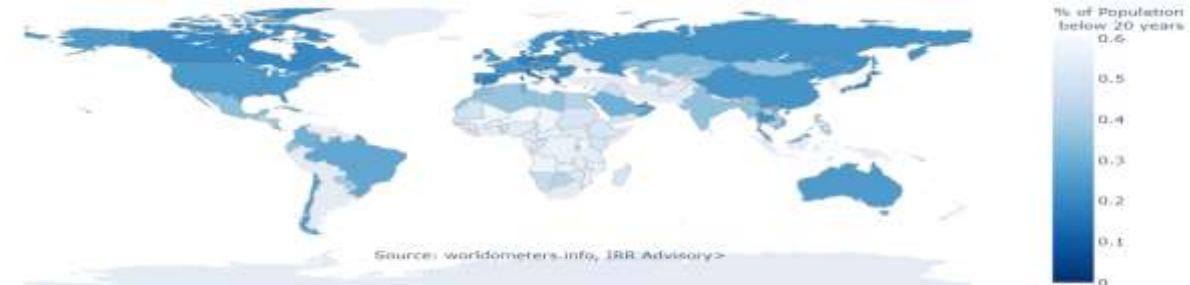 % of Population
below 20 years
0.6
0.5
0.4
0.3
0.2
0.1
0
Source: worldometers.info, IRR Advisory>